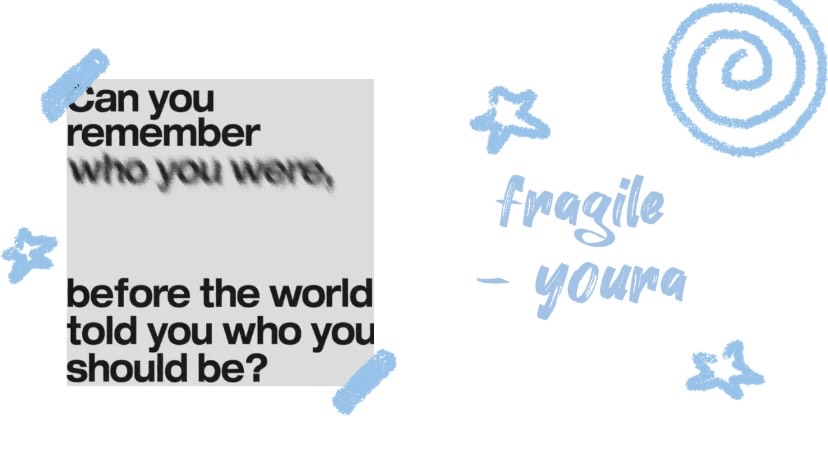 Can you
remember
who you were,
before the world
told you who you
should be?
fragile
- youra